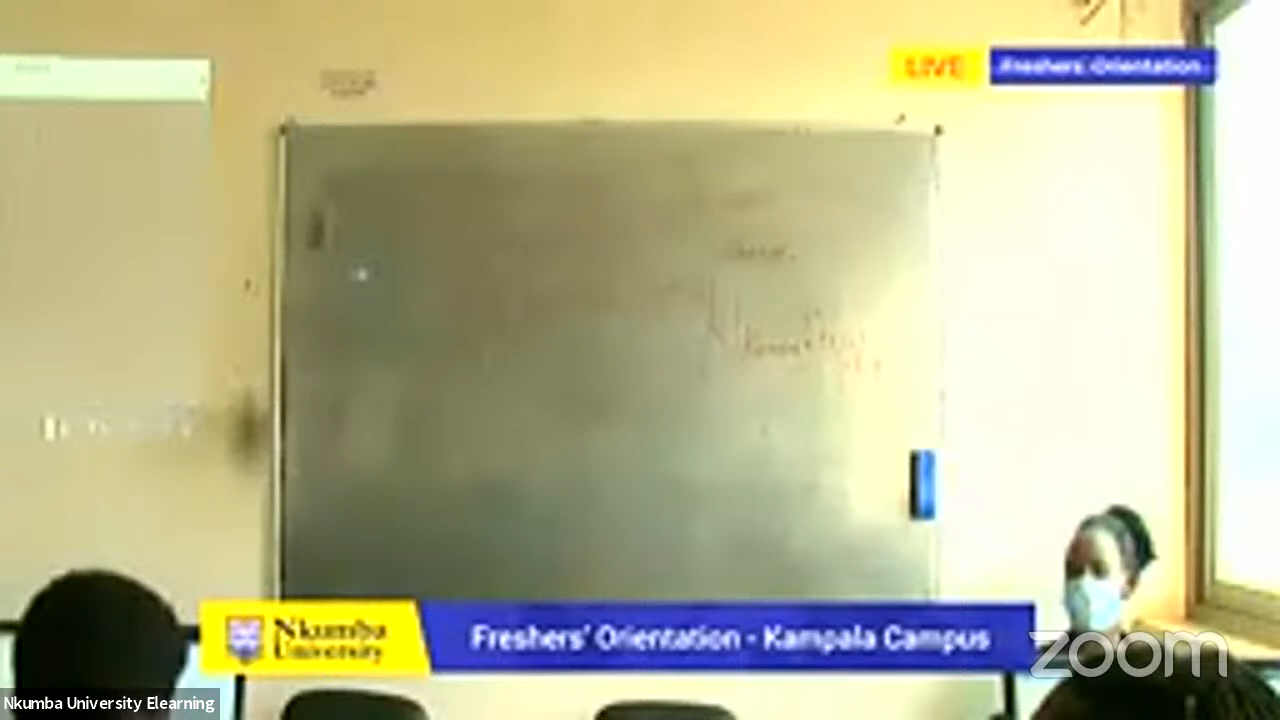 LIVE
Freshers' Orientation
Nkumba
University
Freshers' Orientation - Kampala Campus
zoom
Nkumba University Elearning